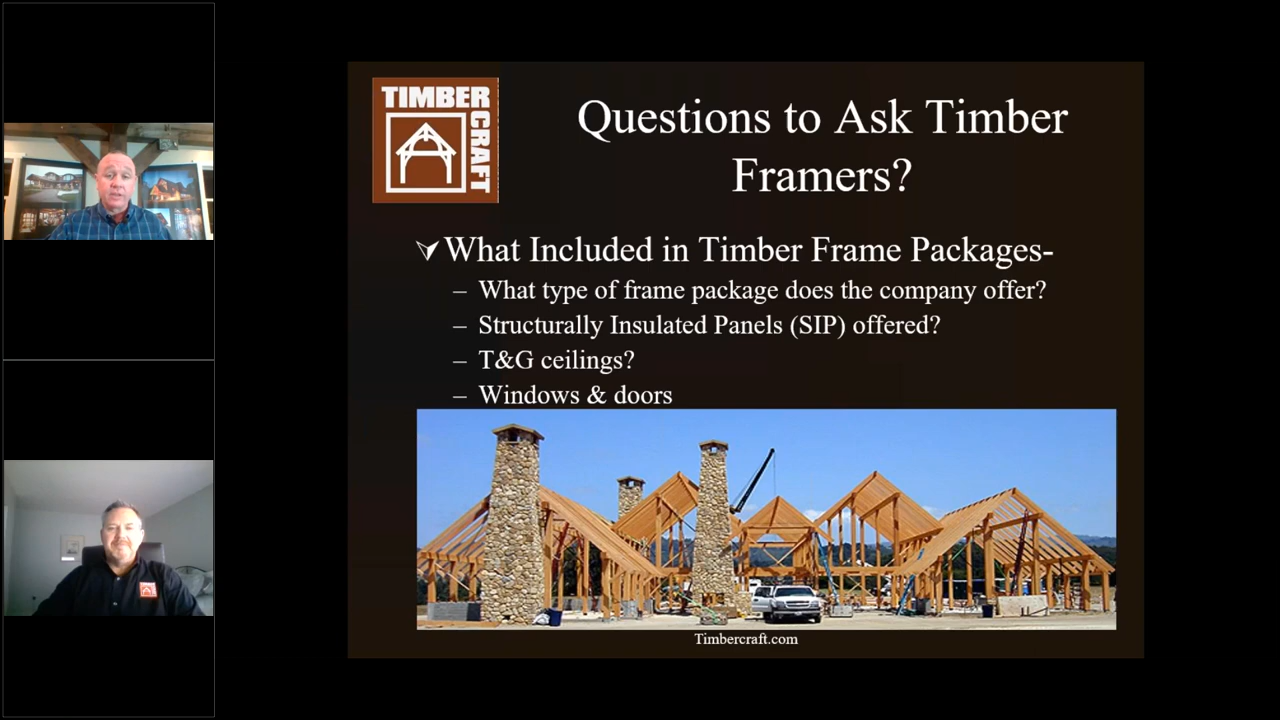 TIMBER
CRAFT
Questions to Ask Timber
Framers?
What Included in Timber Frame Packages-
– What type of frame package does the company offer?
– Structurally Insulated Panels (SIP) offered?
– T&G ceilings?
– Windows & doors
Timbercraft.com